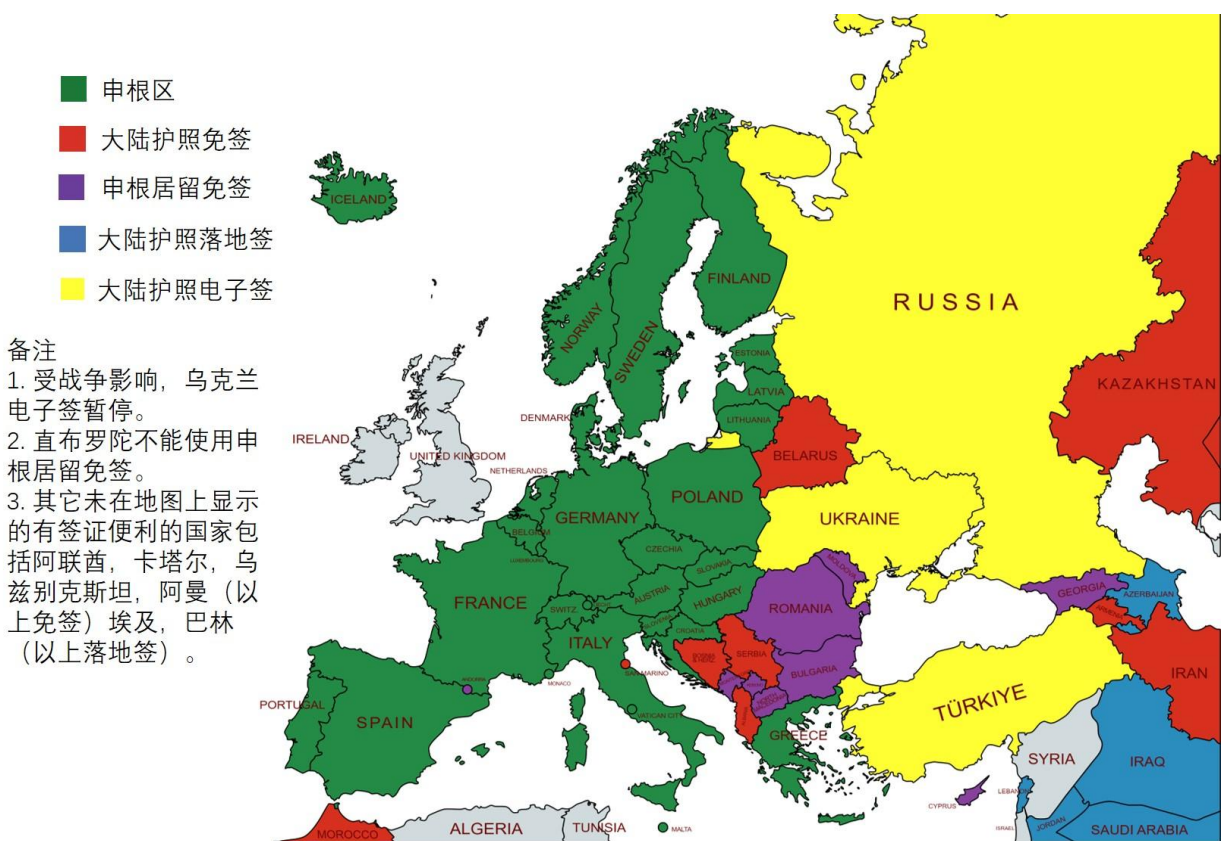 申根区
大陆护照免签
申根居留免签
大陆护照落地签
大陆护照电子签
备注
1. 受战争影响，乌克兰
电子签暂停。
2. 直布罗陀不能使用申
根居留免签。
3. 其它未在地图上显示
的有签证便利的国家包
括阿联酋，卡塔尔，乌
兹别克斯坦，阿曼（以
上免签）埃及，巴林
（以上落地签）。
ICELAND
NORWAY
SWEDEN
FINLAND
RUSSIA
ESTONIA
LATVIA
LITHUANIA
DENMARK
KAZAKHSTAN
IRELAND
UNITED KINGDOM
NETHERLANDS
BELARUS
POLAND
GERMANY
BELGIUM
UKRAINE
LUXEMBOURG
CZECHIA
SLOVAKIA
MOLDOVA
FRANCE
SWITZ.
AUSTRIA
HUNGARY
ROMANIA
GEORGIA
AZERBAIJAN
ARMENIA
SLOVENIA
CROATIA
ITALY
BOSNIA
& HERZ.
SERBIA
SAN MARINO
BULGARIA
IRAN
ANDORRA
MONACO
NORTH
MACEDONIA
PORTUGAL
SPAIN
VATICAN CITY
ALBANIA
GREECE
TÜRKIYE
SYRIA
IRAQ
CYPRUS
LEBANON
MOROCCO
ALGERIA
TUNISIA
MALTA
ISRAEL
JORDAN
SAUDI ARABIA